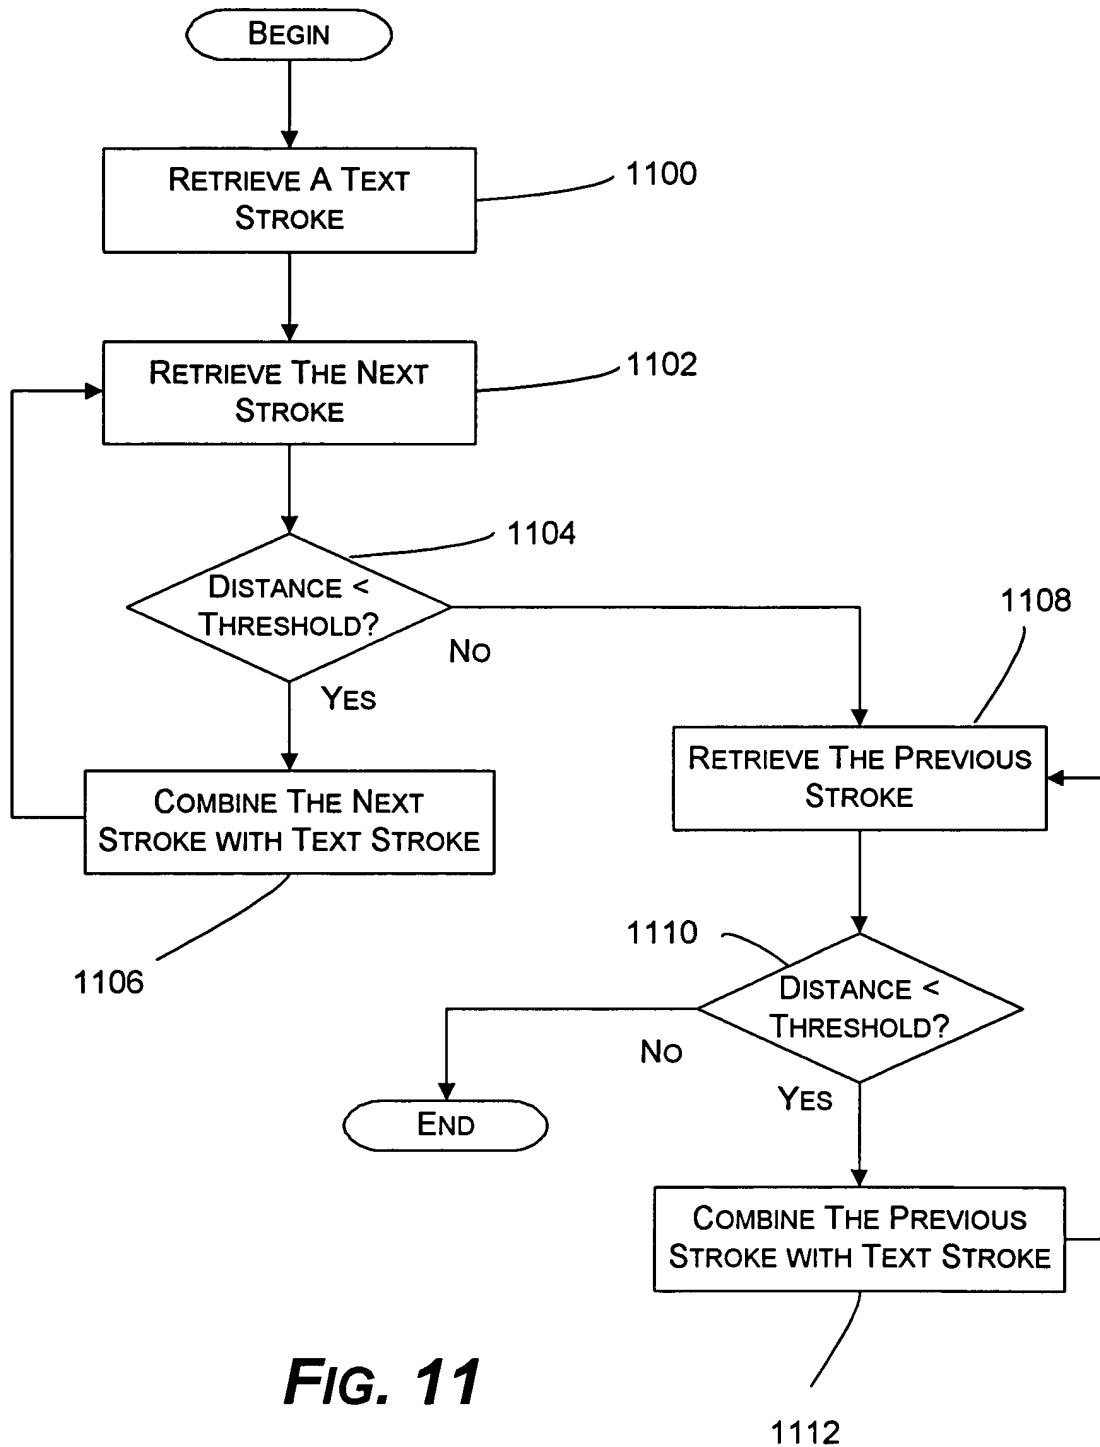 BEGIN
RETRIEVE A TEXT
STROKE
1100
RETRIEVE THE NEXT
STROKE
1102
DISTANCE <
THRESHOLD?
1104
NO
YES
COMBINE THE NEXT
STROKE WITH TEXT STROKE
1106
1108
RETRIEVE THE PREVIOUS
STROKE
1110
DISTANCE <
THRESHOLD?
NO
YES
END
COMBINE THE PREVIOUS
STROKE WITH TEXT STROKE
1112
FIG. 11